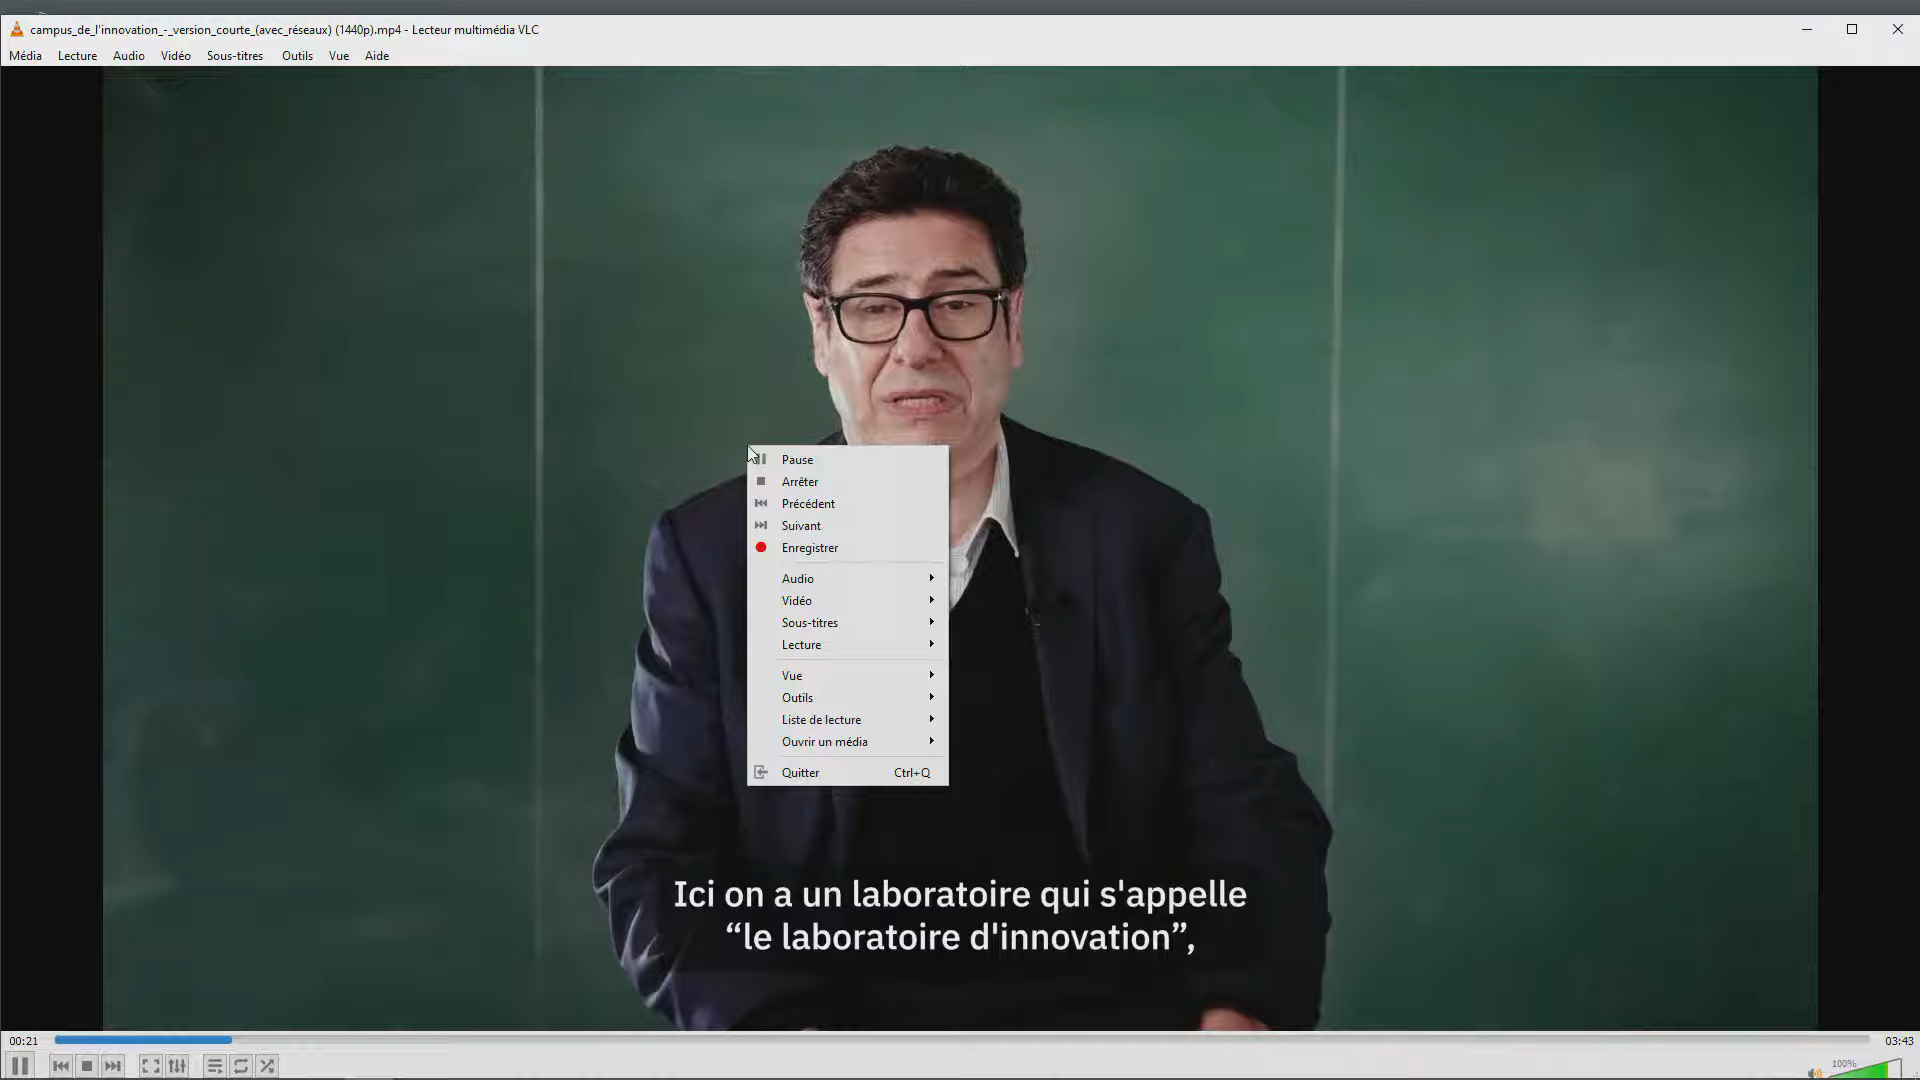 campus_de_l'innovation_-_version_courte_(avec_réseaux) (1440p).mp4 - Lecteur multimédia VLC
Média Lecture Audio Vidéo Sous-titres Outils Vue Aide
Pause
Arrêter
Précédent
Suivant
Enregistrer
Audio
Vidéo
Sous-titres
Lecture
Vue
Outils
Liste de lecture
Ouvrir un média
Quitter Ctrl+Q
Ici on a un laboratoire qui s'appelle
“le laboratoire d'innovation”,
00:21 03:43
100%